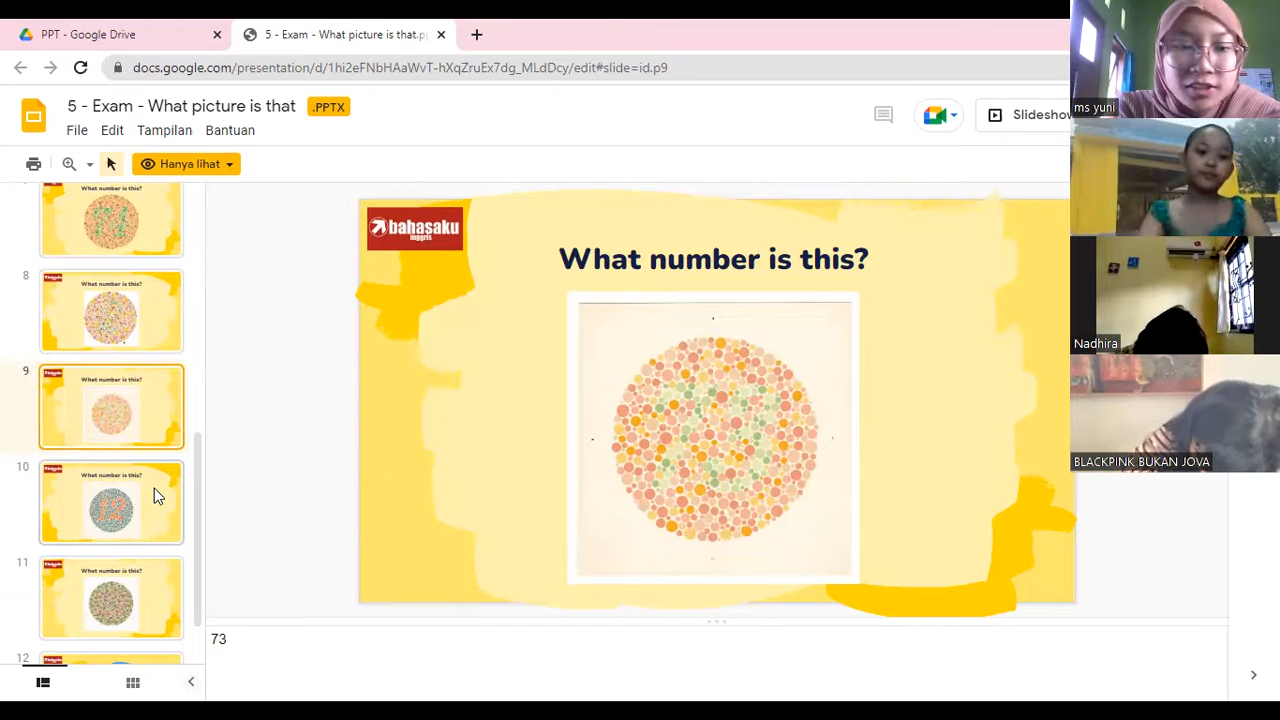 PPT - Google Drive
5 - Exam - What picture is that.p
docs.google.com/presentation/d/1hi2eFNbHAaWvT-hXqZruEx7dg_MLdDcy/edit#slide=id.p9
5 - Exam - What picture is that .PPTX
File Edit Tampilan Bantuan
Slideshow
Hanya lihat
What number is this?
8
What number is this?
9
What number is this?
10
What number is this?
12
11
What number is this?
12
bahasaku
inggris
What number is this?
73
ms yuni
Nadhira
BLACKPINK BUKAN JOVA